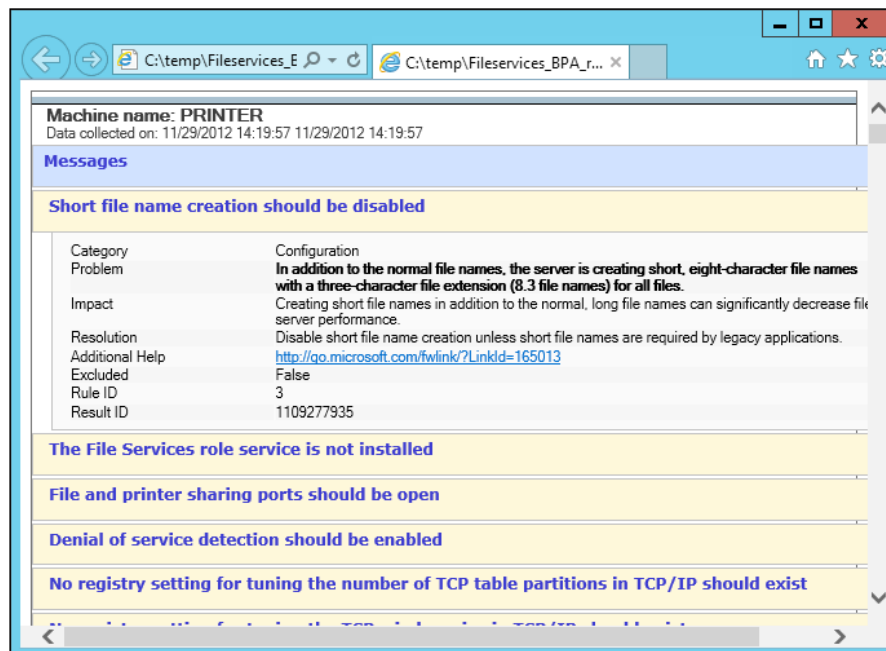 C:\temp\Fileservices_E
C:\temp\Fileservices_BPA_r...
Machine name: PRINTER
Data collected on: 11/29/2012 14:19:57 11/29/2012 14:19:57
Messages
Short file name creation should be disabled
Category Configuration
Problem In addition to the normal file names, the server is creating short, eight-character file names
with a three-character file extension (8.3 file names) for all files.
Impact Creating short file names in addition to the normal, long file names can significantly decrease file
server performance.
Resolution Disable short file name creation unless short file names are required by legacy applications.
Additional Help http://go.microsoft.com/fwlink/?LinkId=165013
Excluded False
Rule ID 3
Result ID 1109277935
The File Services role service is not installed
File and printer sharing ports should be open
Denial of service detection should be enabled
No registry setting for tuning the number of TCP table partitions in TCP/IP should exist